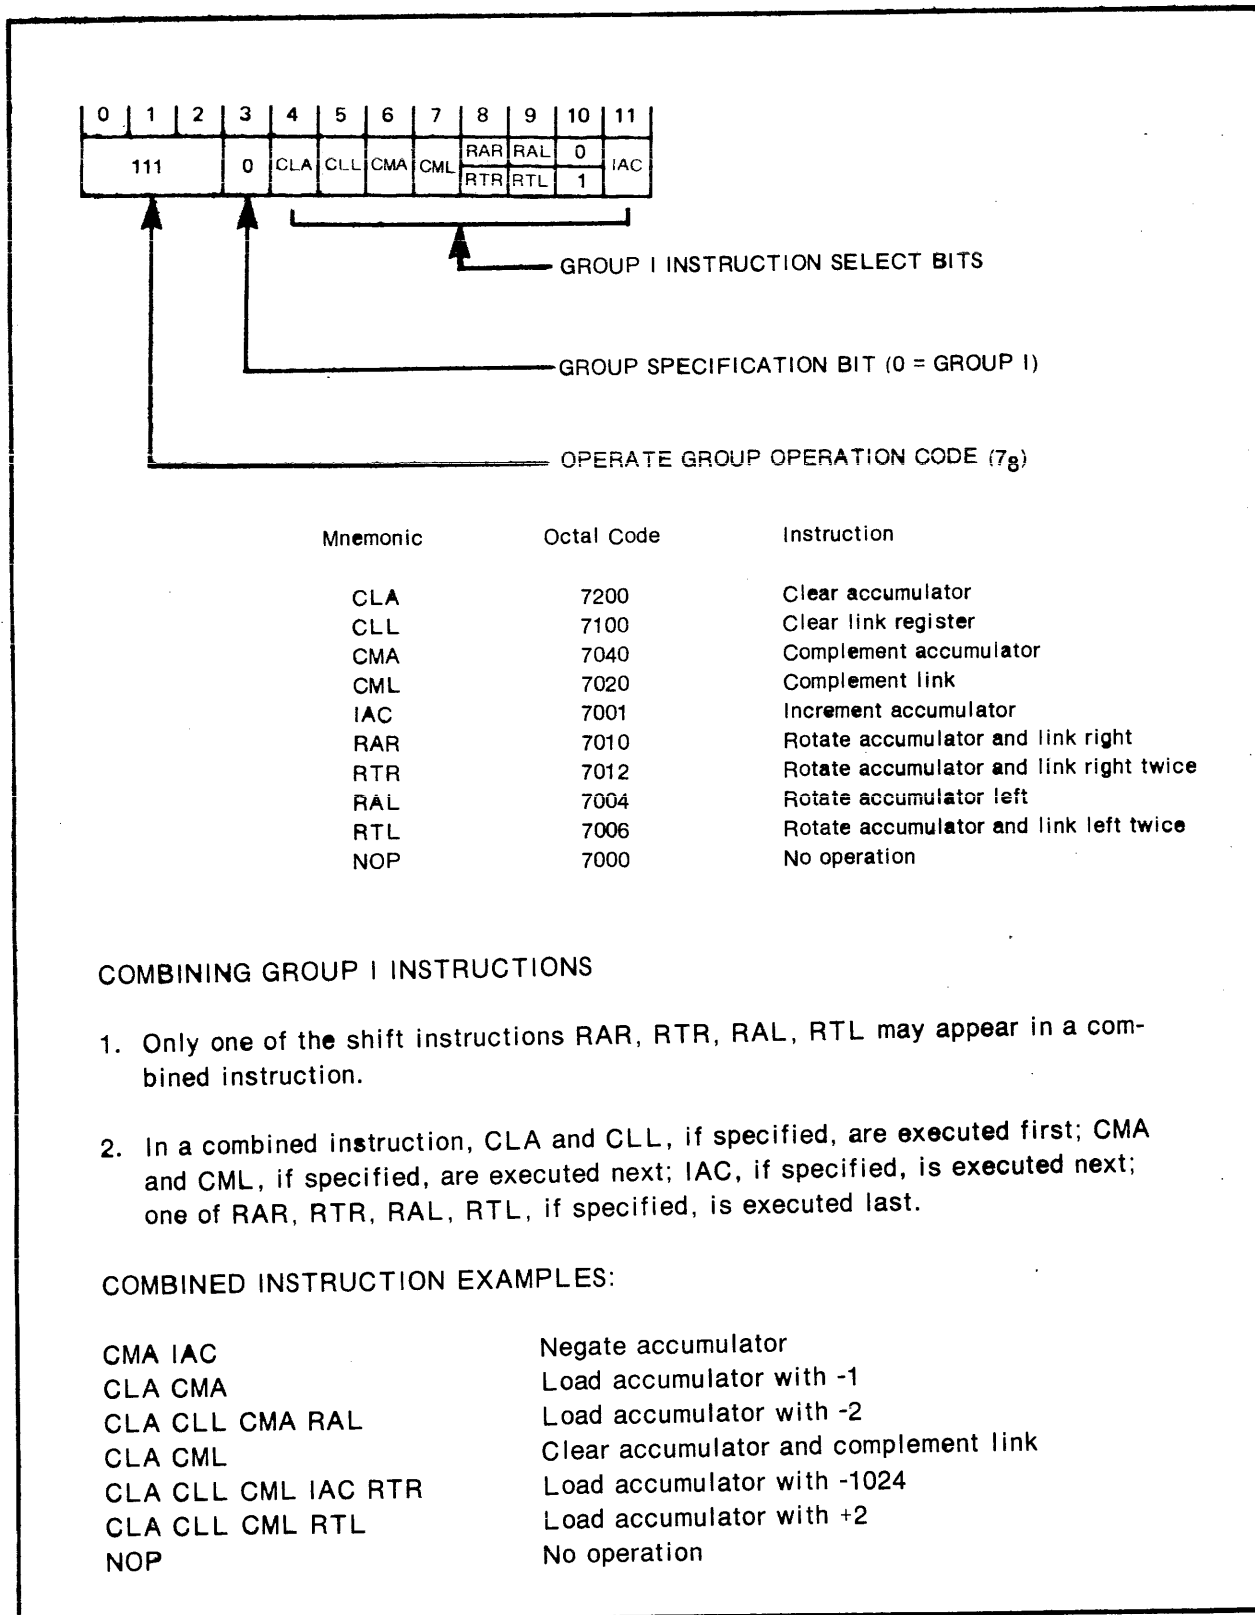 0 1 2 3 4 5 6 7 8 9 10 11
111 0 CLA CLL CMA CML RAR RAL 0 IAC
RTR RTL 1
GROUP I INSTRUCTION SELECT BITS
GROUP SPECIFICATION BIT (0 = GROUP I)
OPERATE GROUP OPERATION CODE (7₈)
Mnemonic Octal Code Instruction
CLA 7200 Clear accumulator
CLL 7100 Clear link register
CMA 7040 Complement accumulator
CML 7020 Complement link
IAC 7001 Increment accumulator
RAR 7010 Rotate accumulator and link right
RTR 7012 Rotate accumulator and link right twice
RAL 7004 Rotate accumulator left
RTL 7006 Rotate accumulator and link left twice
NOP 7000 No operation
COMBINING GROUP I INSTRUCTIONS
1. Only one of the shift instructions RAR, RTR, RAL, RTL may appear in a com-
bined instruction.
2. In a combined instruction, CLA and CLL, if specified, are executed first; CMA
and CML, if specified, are executed next; IAC, if specified, is executed next;
one of RAR, RTR, RAL, RTL, if specified, is executed last.
COMBINED INSTRUCTION EXAMPLES:
CMA IAC Negate accumulator
CLA CMA Load accumulator with -1
CLA CLL CMA RAL Load accumulator with -2
CLA CML Clear accumulator and complement link
CLA CLL CML IAC RTR Load accumulator with -1024
CLA CLL CML RTL Load accumulator with +2
NOP No operation